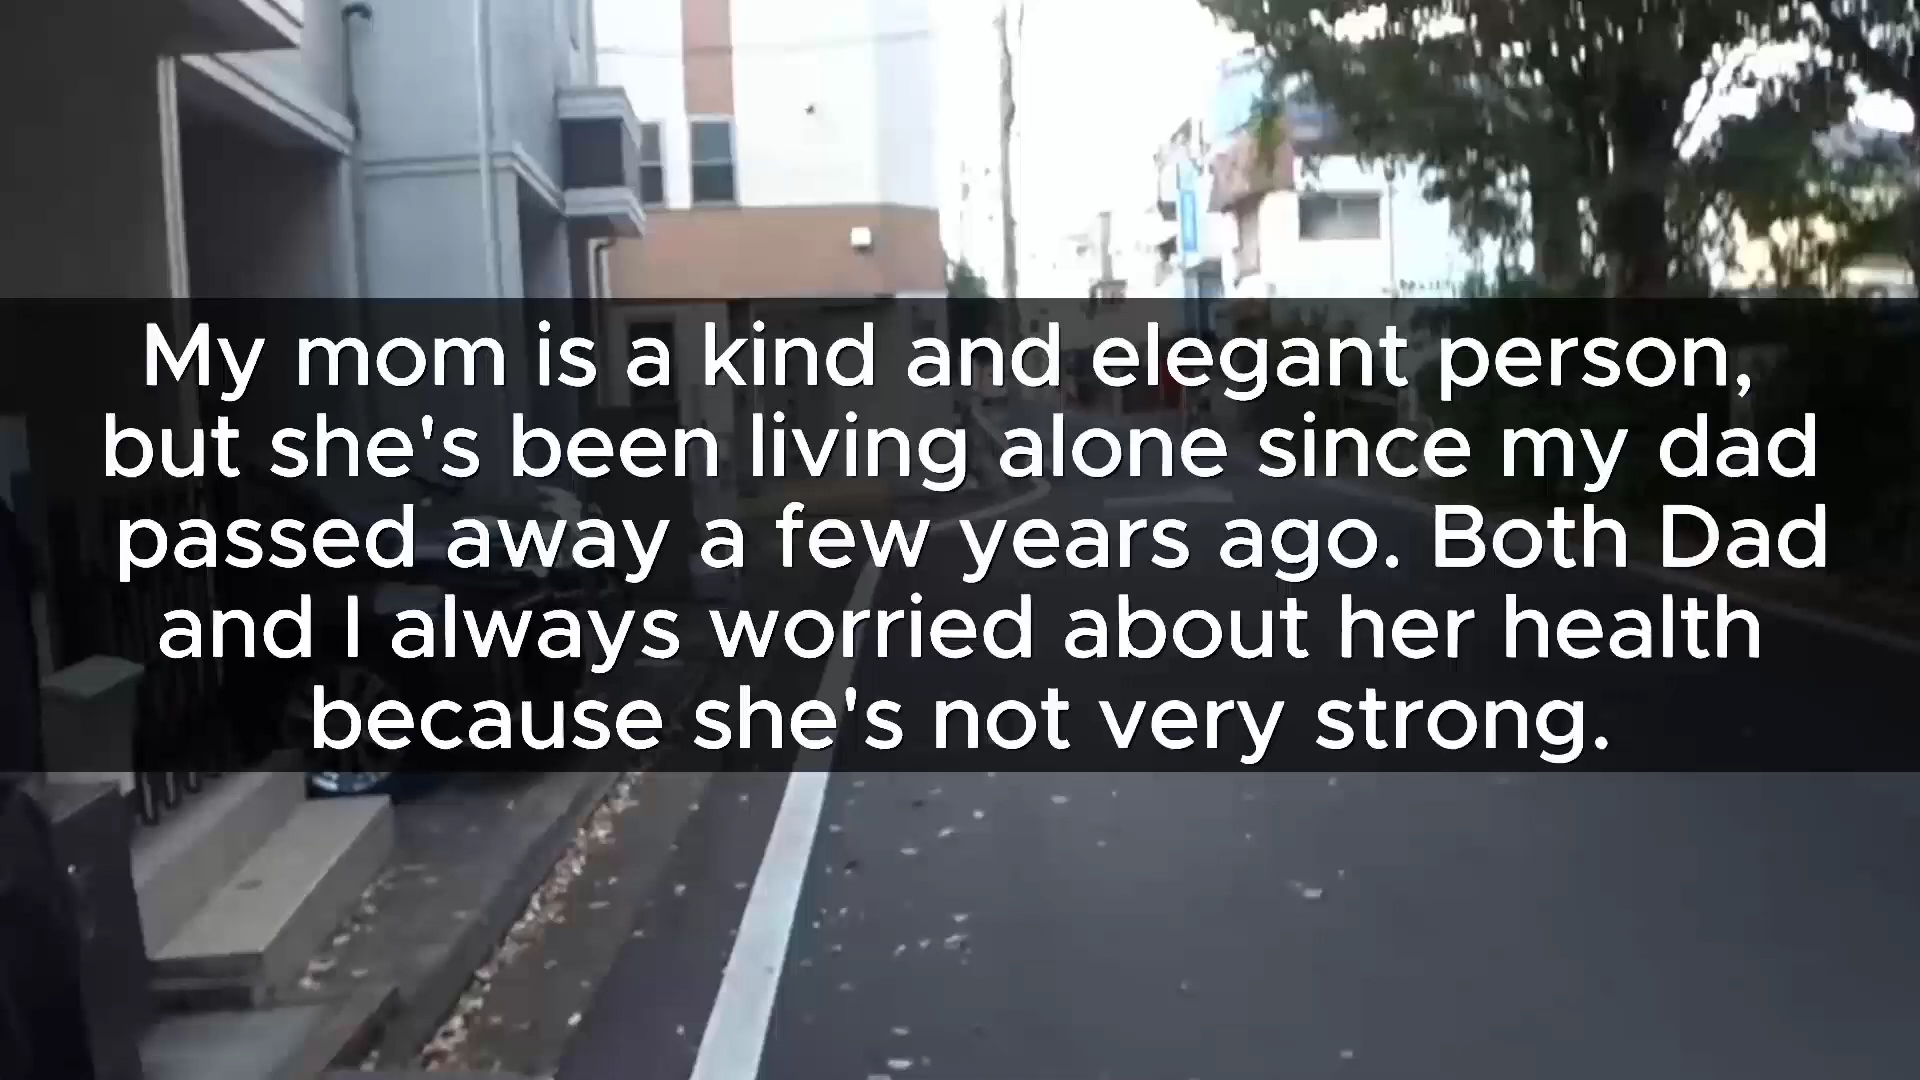 My mom is a kind and elegant person,
but she's been living alone since my dad
passed away a few years ago. Both Dad
and I always worried about her health
because she's not very strong.